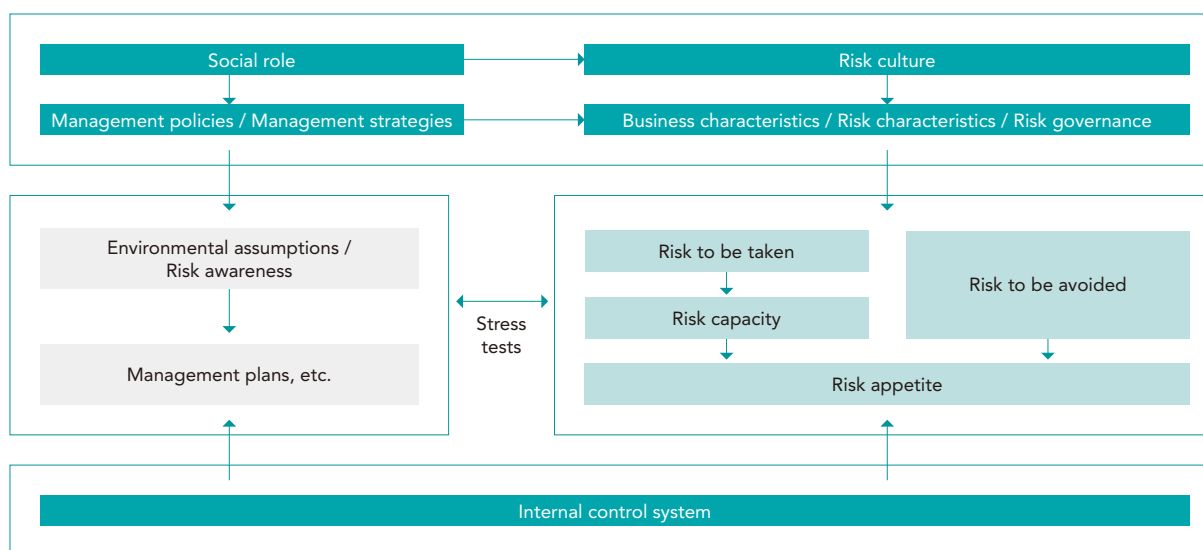 Social role
Risk culture
Management policies / Management strategies
Business characteristics / Risk characteristics / Risk governance
Environmental assumptions /
Risk awareness
Management plans, etc.
Stress
tests
Risk to be taken
Risk capacity
Risk to be avoided
Risk appetite
Internal control system